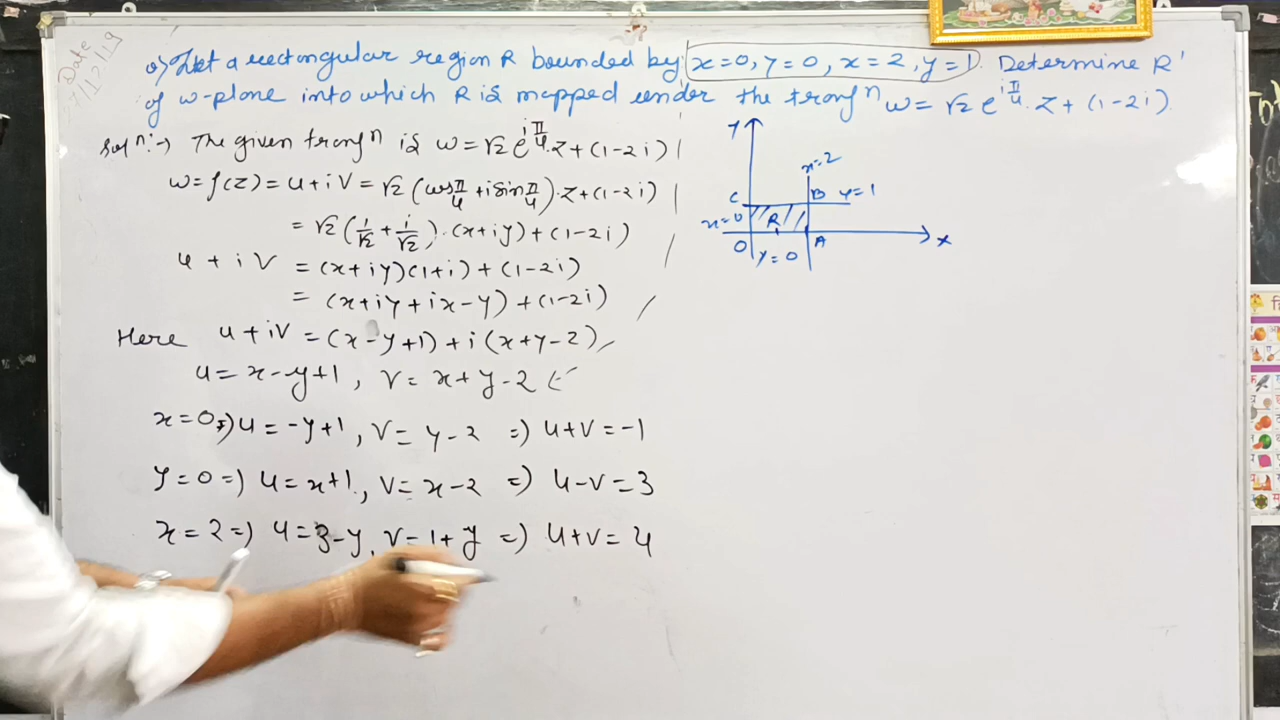 Date
7/12/19
Q) Let a rectangular region R bounded by x=0, y=0, x=2, y=1. Determine R'
of w-plane into which R is mapped under the transfⁿ w = √2 e^{iπ/4}.z + (1-2i).
Solⁿ:→ The given transfⁿ is w = √2 e^{iπ/4}.z + (1-2i)
w = f(z) = u+iv = √2 (cos π/4 + i sin π/4).z + (1-2i)
= √2 (1/√2 + i/√2).(x+iy) + (1-2i)
u+iv = (x+iy)(1+i) + (1-2i)
= (x+iy+ix-y) + (1-2i)
Here u+iv = (x-y+1) + i(x+y-2)
u = x-y+1, v = x+y-2
x=0 => u = -y+1, v = y-2 => u+v = -1
y=0 => u = x+1, v = x-2 => u-v = 3
x=2 => u = 3-y, v = 1+y => u+v = 4
y
x=2
C
B
y=1
x=0
R
O
A
x
y=0